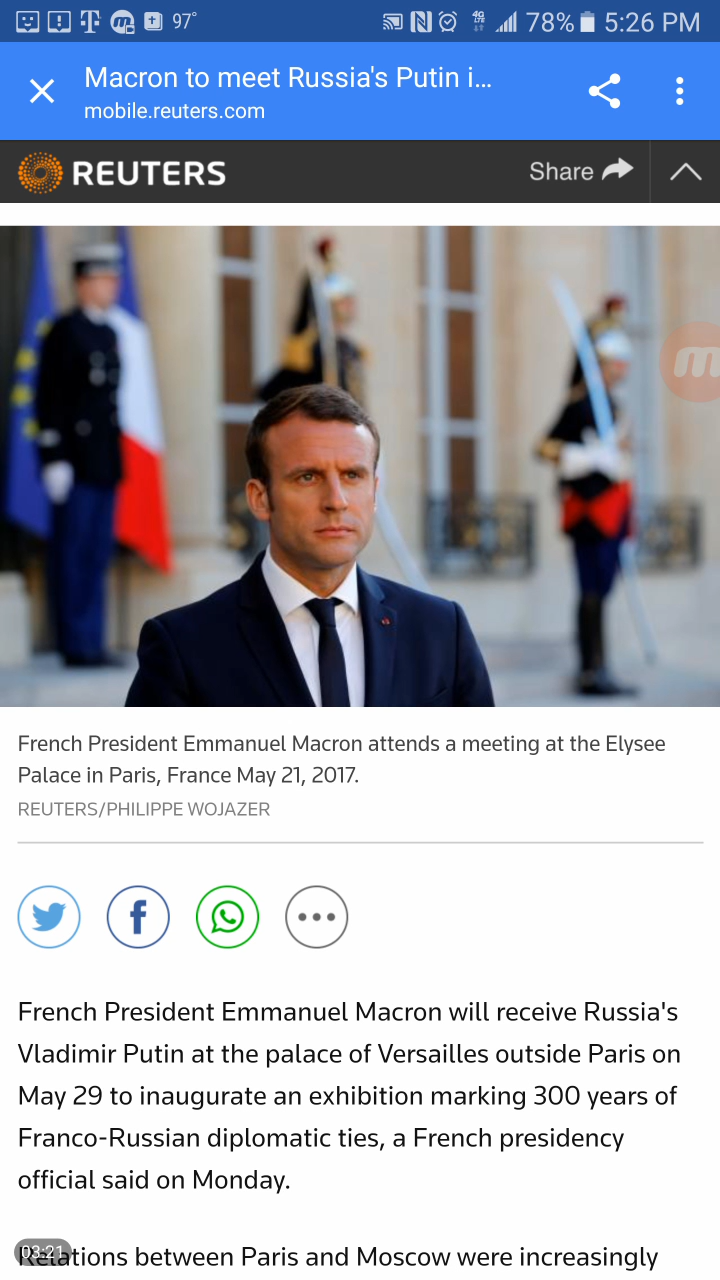 97° 4G 78% 5:26 PM
Macron to meet Russia's Putin i...
mobile.reuters.com
REUTERS Share
m
French President Emmanuel Macron attends a meeting at the Elysee
Palace in Paris, France May 21, 2017.
REUTERS/PHILIPPE WOJAZER
French President Emmanuel Macron will receive Russia's
Vladimir Putin at the palace of Versailles outside Paris on
May 29 to inaugurate an exhibition marking 300 years of
Franco-Russian diplomatic ties, a French presidency
official said on Monday.
03:21
Relations between Paris and Moscow were increasingly